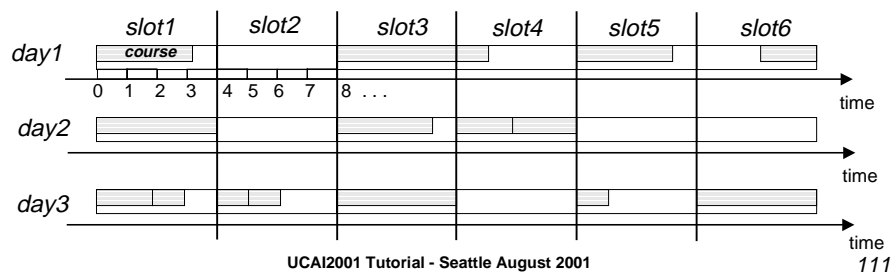 slot1 slot2 slot3 slot4 slot5 slot6
day1 course
0 1 2 3 4 5 6 7 8 . . .
time
day2
time
day3
time
UCAI2001 Tutorial - Seattle August 2001 111